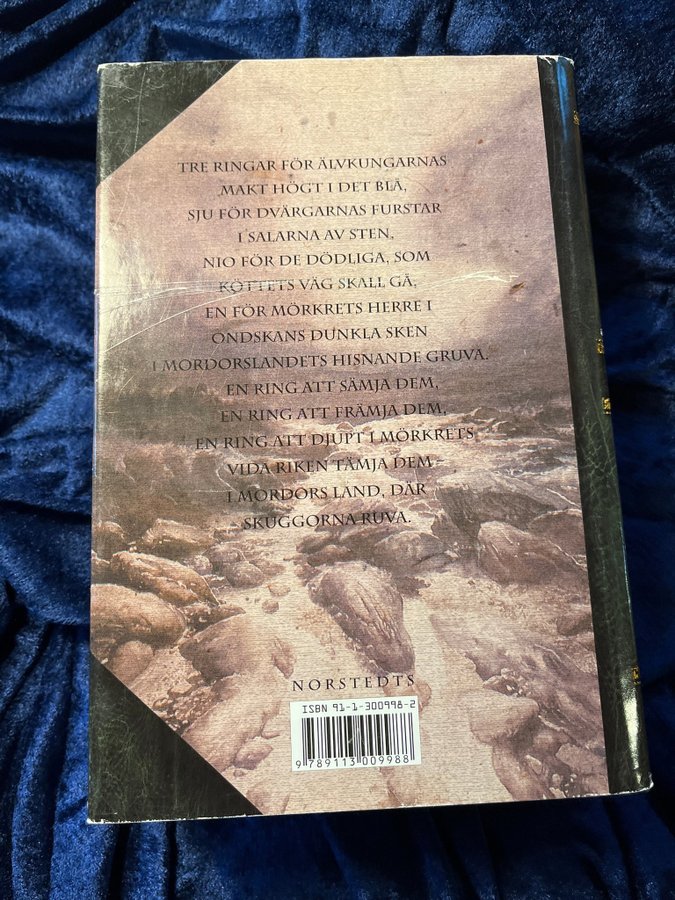 TRE RINGAR FÖR ÄLVKUNGARNAS
MAKT HÖGT I DET BLÅ,
SJU FÖR DVÄRGARNAS FURSTAR
I SALARNA AV STEN,
NIO FÖR DE DÖDLIGA, SOM
KÖTTETS VÄG SKALL GÅ,
EN FÖR MÖRKRETS HERRE I
ONDSKANS DUNKLA SKEN
I MORDORSLANDETS HISNANDE GRUVA.
EN RING ATT SÄMJA DEM,
EN RING ATT FRÄMJA DEM,
EN RING ATT DJUPT I MÖRKRETS
VIDA RIKEN TÄMJA DEM
I MORDORS LAND, DÄR
SKUGGORNA RUVA.
NORSTEDTS
ISBN 91-1-300998-2
9 789113 009988